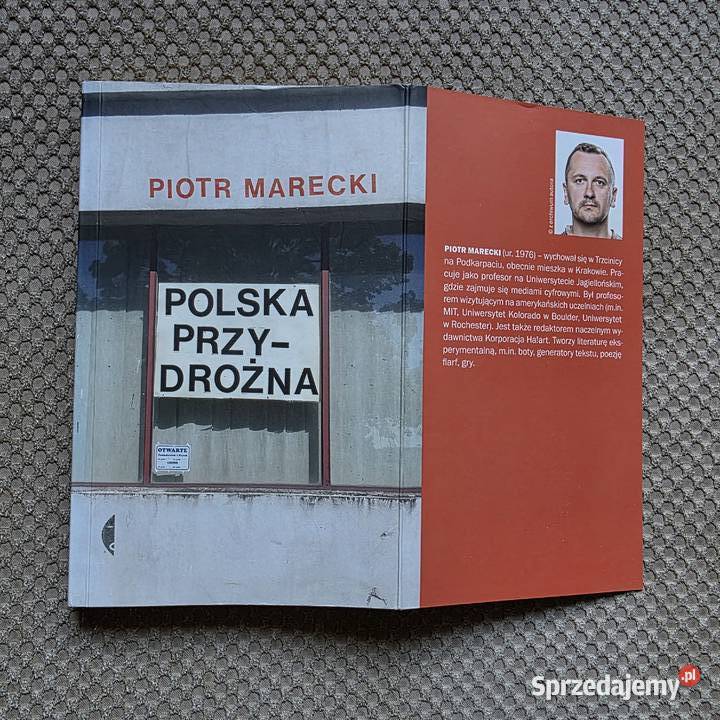 PIOTR MARECKI
POLSKA
PRZY–
DROŻNA
OTWARTE
© z archiwum autora
PIOTR MARECKI (ur. 1976) – wychował się w Trzcinicy
na Podkarpaciu, obecnie mieszka w Krakowie. Pra-
cuje jako profesor na Uniwersytecie Jagiellońskim,
gdzie zajmuje się mediami cyfrowymi. Był profeso-
rem wizytującym na amerykańskich uczelniach (m.in.
MIT, Uniwersytet Kolorado w Boulder, Uniwersytet
w Rochester). Jest także redaktorem naczelnym wy-
dawnictwa Korporacja Ha!art. Tworzy literaturę eks-
perymentalną, m.in. boty, generatory tekstu, poezję
flarf, gry.
Sprzedajemy.pl